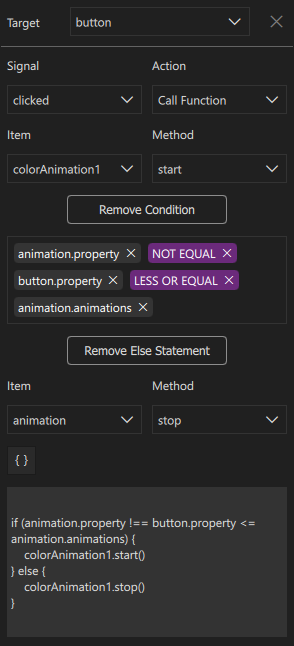 Target button
Signal Action
clicked Call Function
Item Method
colorAnimation1 start
Remove Condition
animation.property NOT EQUAL
button.property LESS OR EQUAL
animation.animations
Remove Else Statement
Item Method
animation stop
{ }
if (animation.property !== button.property <=
animation.animations) {
    colorAnimation1.start()
} else {
    colorAnimation1.stop()
}